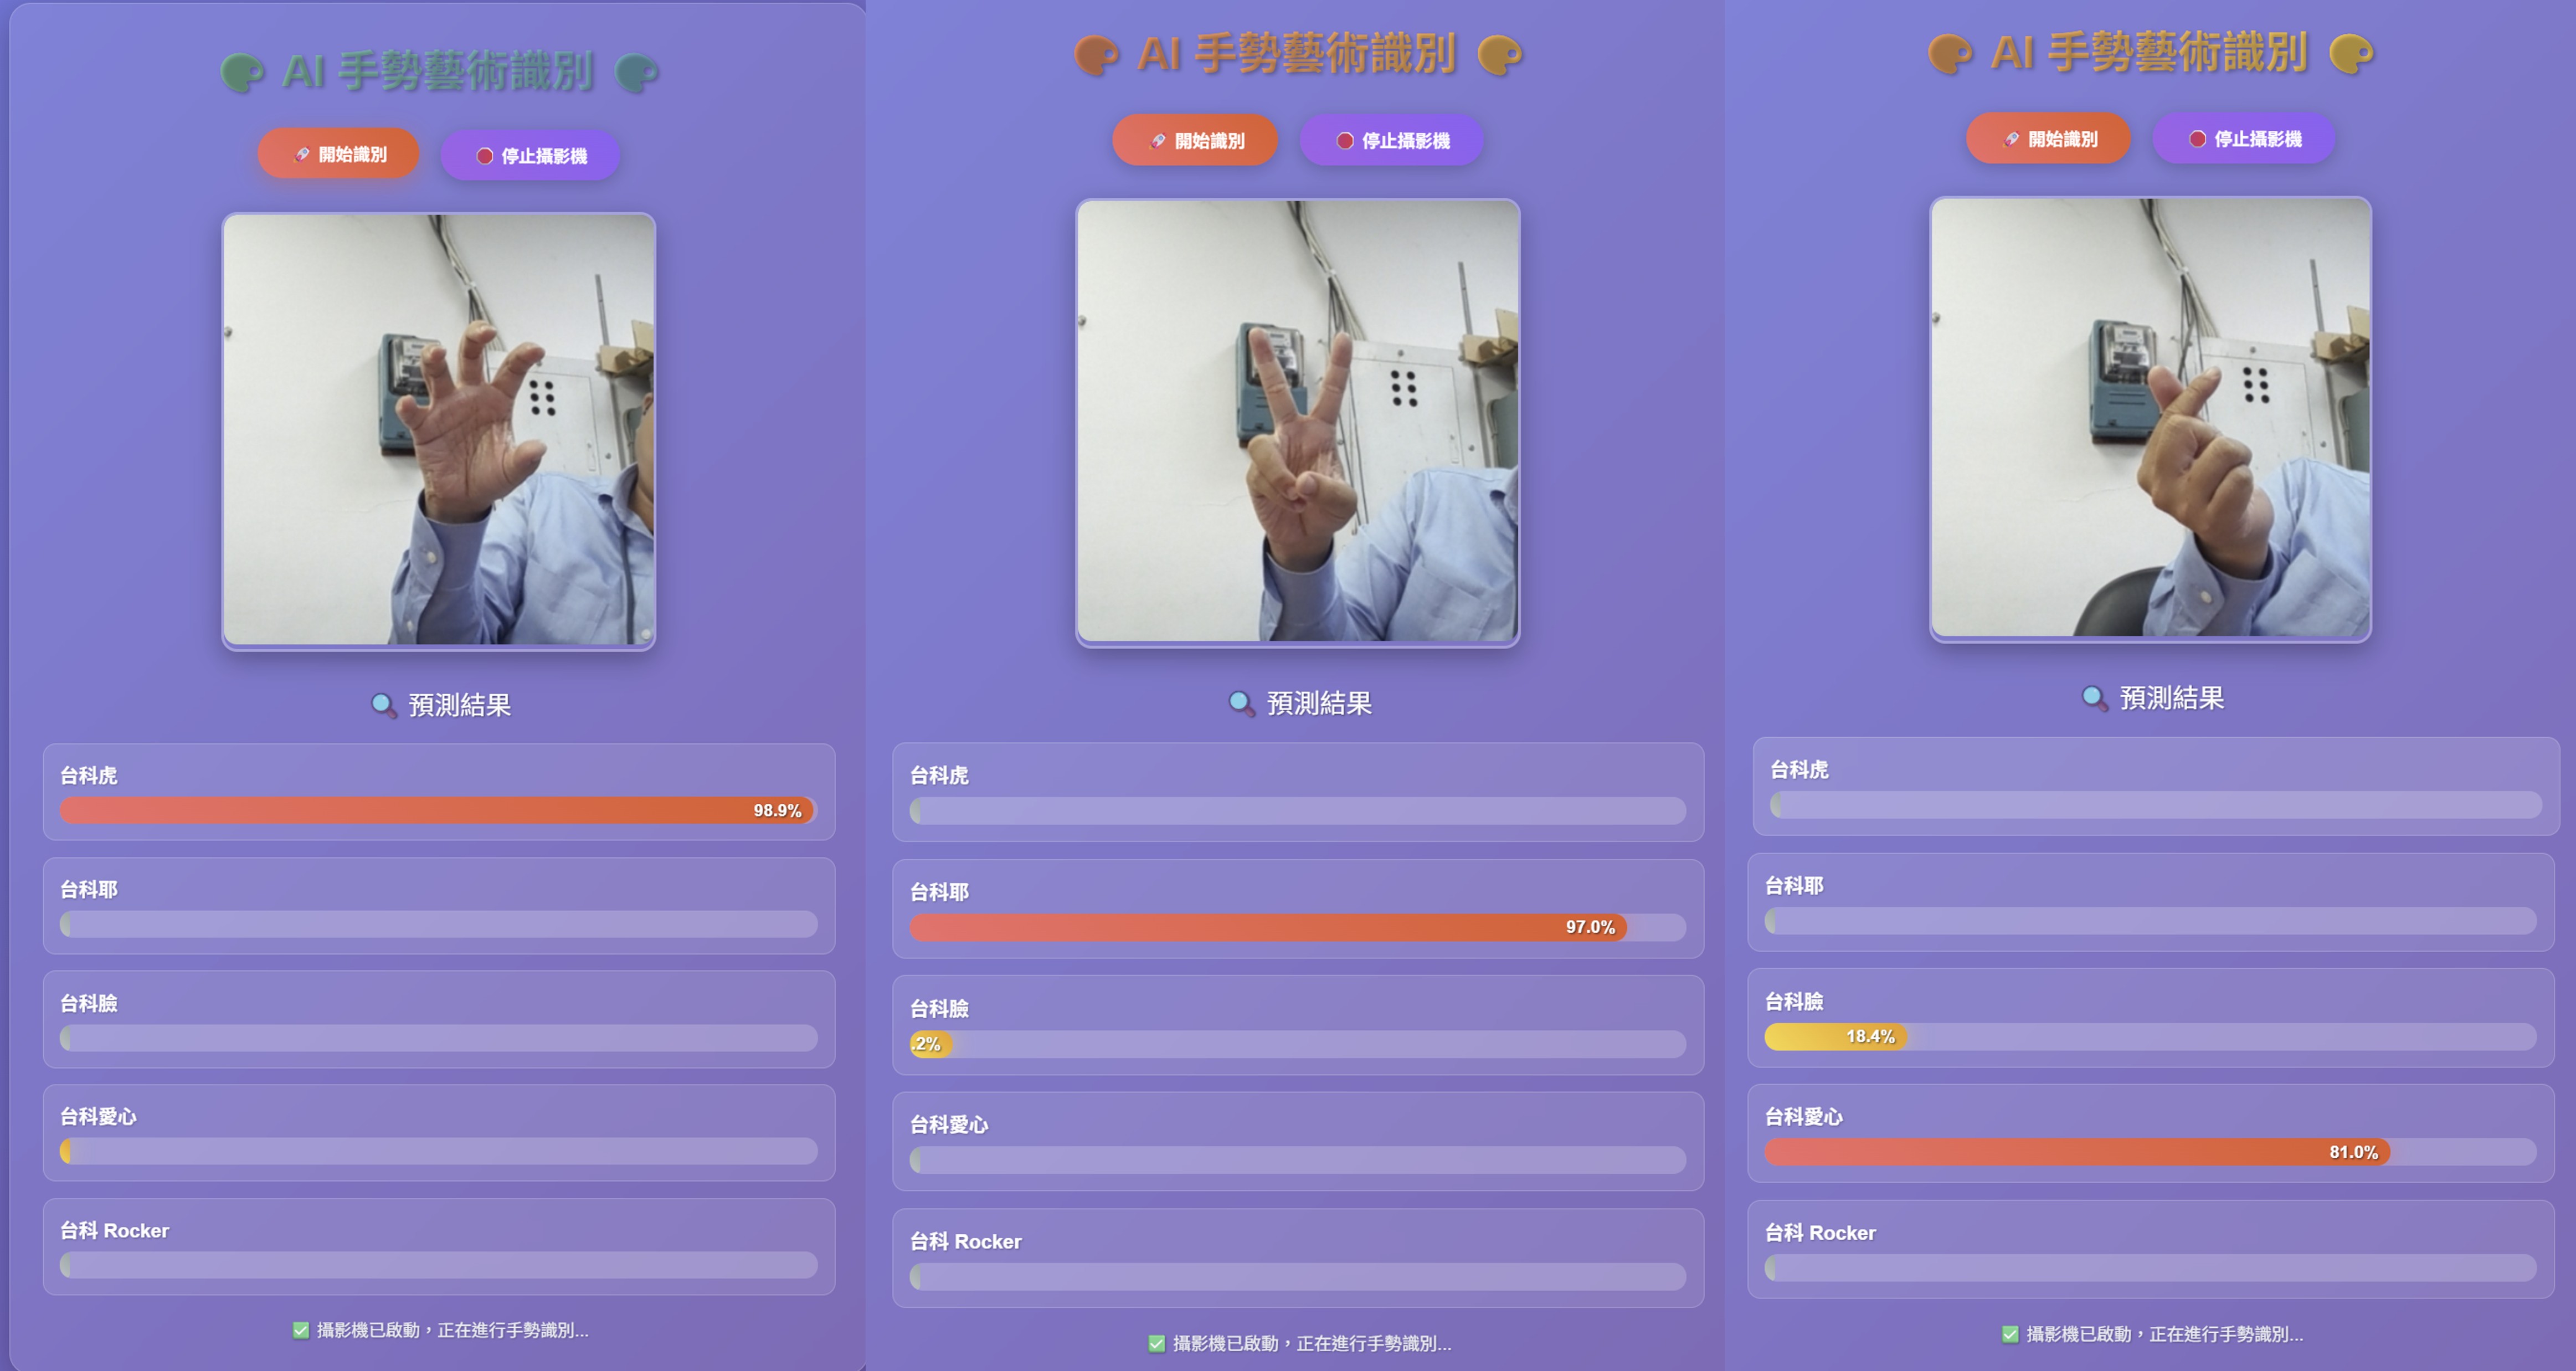 AI 手勢藝術識別
開始識別
停止攝影機
預測結果
台科虎
98.9%
台科耶
台科臉
台科愛心
台科 Rocker
攝影機已啟動，正在進行手勢識別...
AI 手勢藝術識別
開始識別
停止攝影機
預測結果
台科虎
台科耶
97.0%
台科臉
.2%
台科愛心
台科 Rocker
攝影機已啟動，正在進行手勢識別...
AI 手勢藝術識別
開始識別
停止攝影機
預測結果
台科虎
台科耶
台科臉
18.4%
台科愛心
81.0%
台科 Rocker
攝影機已啟動，正在進行手勢識別...